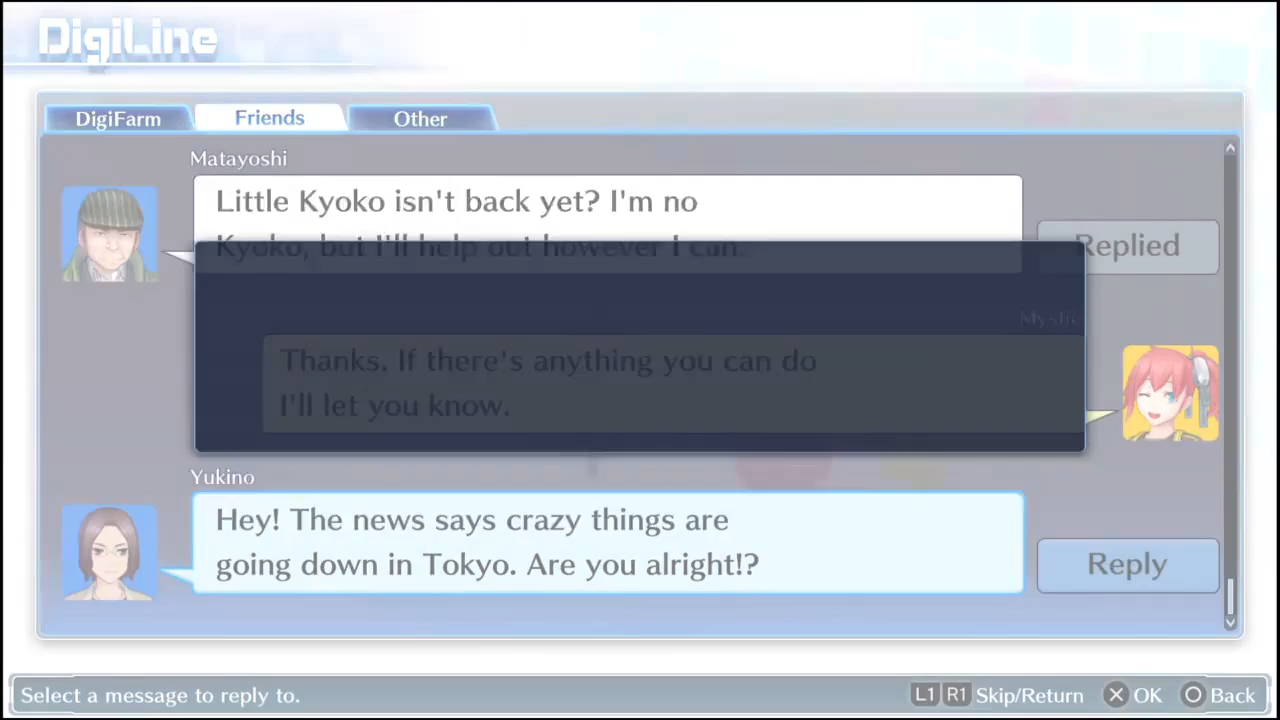 DigiLine
DigiFarm
Friends
Other
Matayoshi
Little Kyoko isn't back yet? I'm no
Kyoko, but I'll help out however I can.
Replied
Thanks. If there's anything you can do
I'll let you know.
Yukino
Hey! The news says crazy things are
going down in Tokyo. Are you alright!?
Reply
Select a message to reply to.
L1 R1 Skip/Return OK Back